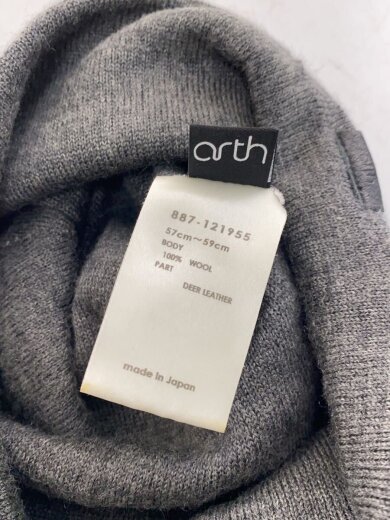 arth
887-121955
57cm～59cm
BODY
100% WOOL
PART
DEER LEATHER
made in Japan